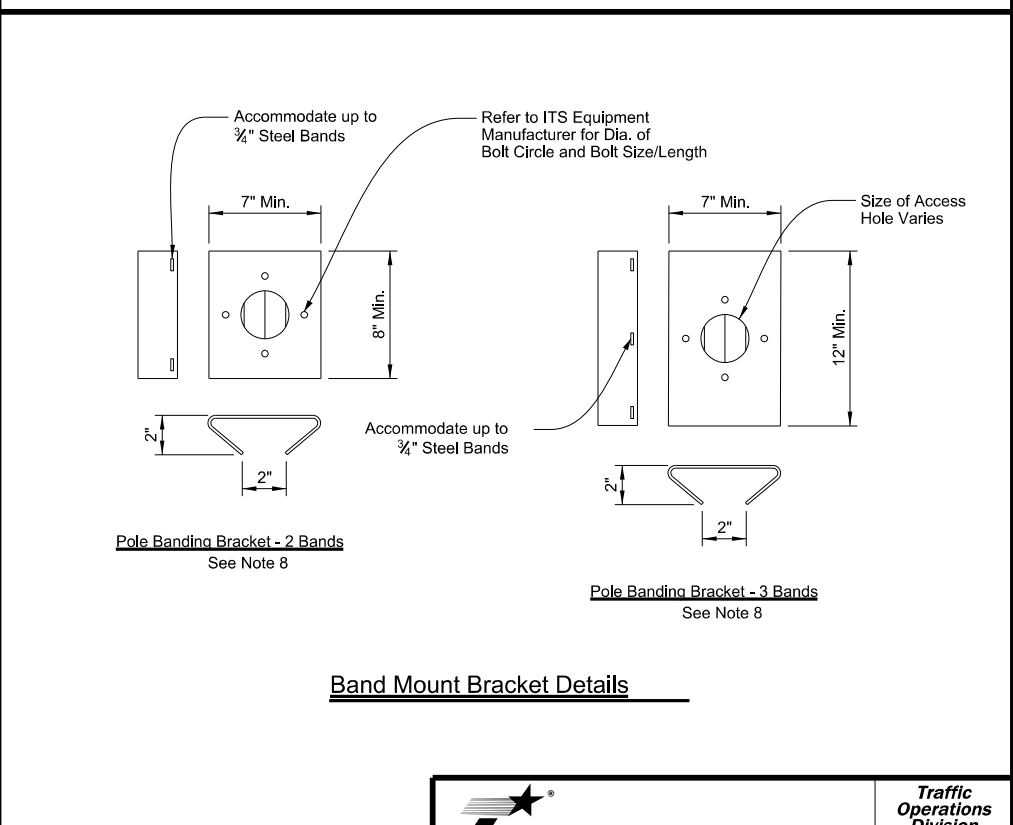 Accommodate up to
¾" Steel Bands
Refer to ITS Equipment
Manufacturer for Dia. of
Bolt Circle and Bolt Size/Length
7" Min.
8" Min.
2"
2"
Pole Banding Bracket - 2 Bands
See Note 8
7" Min.
Size of Access
Hole Varies
12" Min.
Accommodate up to
¾" Steel Bands
2"
2"
Pole Banding Bracket - 3 Bands
See Note 8
Band Mount Bracket Details
®
Traffic
Operations
Division